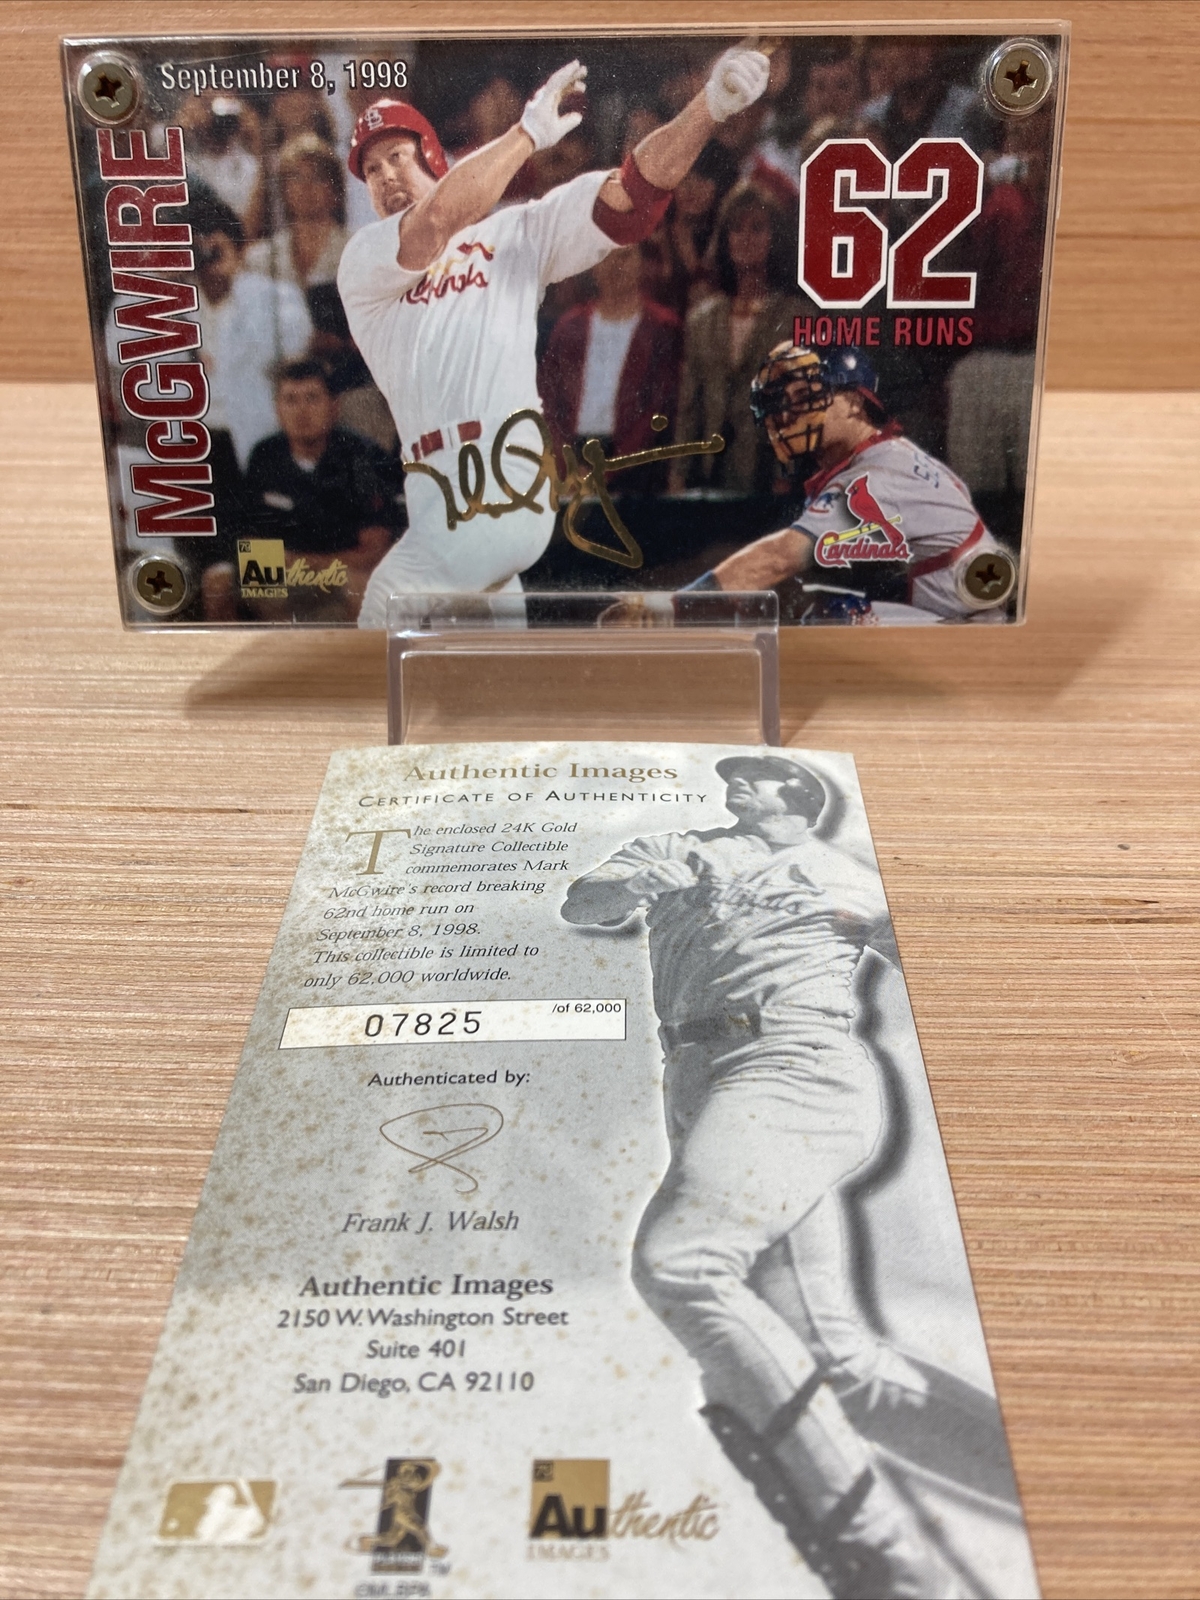 September 8, 1998
McGWIRE
62
HOME RUNS
Cardinals
79
Authentic
IMAGES
Cardinals
Authentic Images
CERTIFICATE OF AUTHENTICITY
The enclosed 24K Gold
Signature Collectible
commemorates Mark
McGwire's record breaking
62nd home run on
September 8, 1998.
This collectible is limited to
only 62,000 worldwide.
07825
/of 62,000
Authenticated by:
Frank J. Walsh
Authentic Images
2150 W. Washington Street
Suite 401
San Diego, CA 92110
79
Authentic
IMAGES
TM